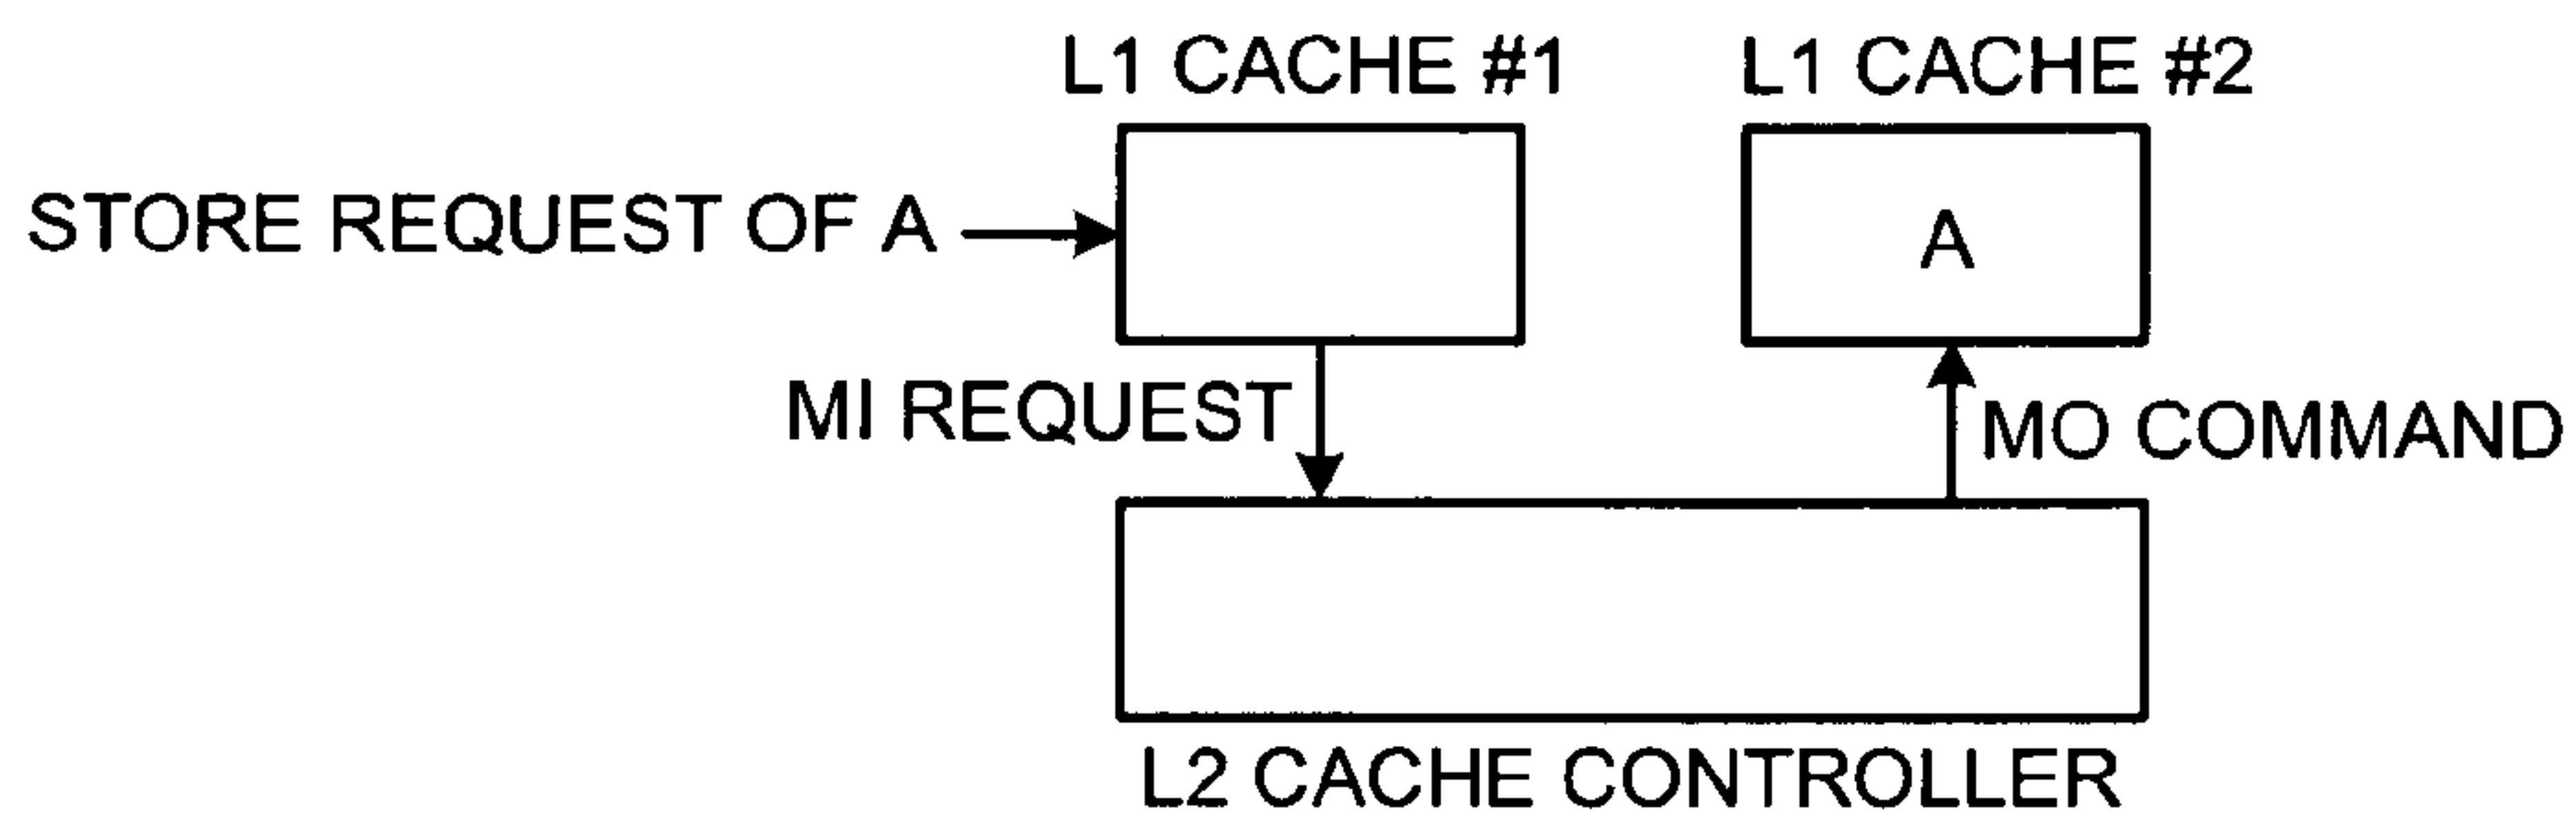 L1 CACHE #1
L1 CACHE #2
STORE REQUEST OF A
A
MI REQUEST
MO COMMAND
L2 CACHE CONTROLLER